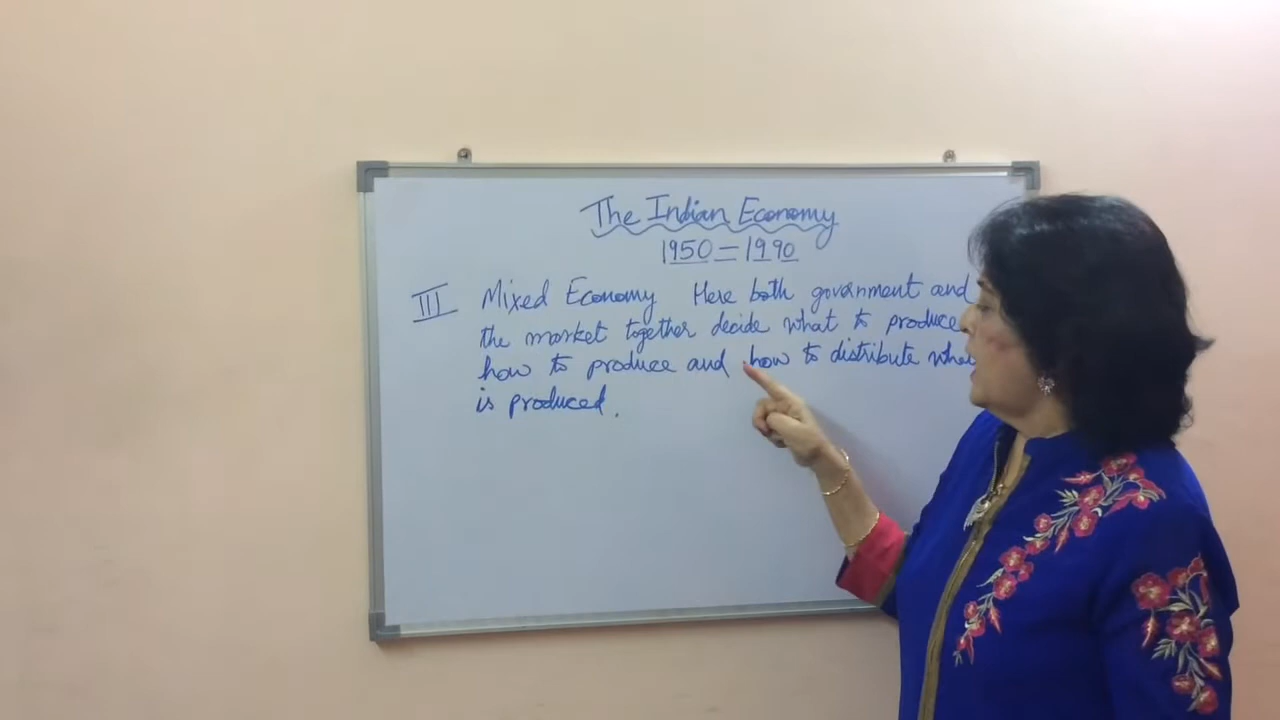 The Indian Economy
1950 = 1990
III Mixed Economy Here both government and
the market together decide what to produce
how to produce and how to distribute what
is produced.